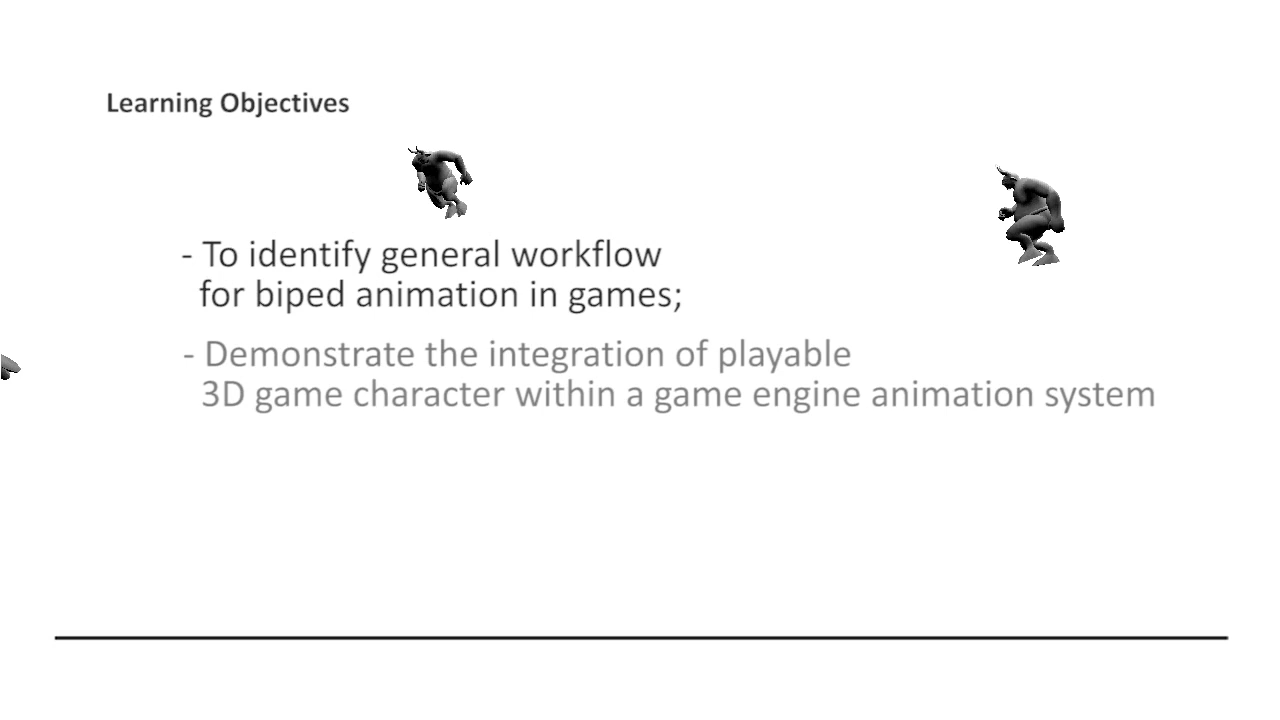 Learning Objectives
- To identify general workflow
for biped animation in games;
- Demonstrate the integration of playable
3D game character within a game engine animation system